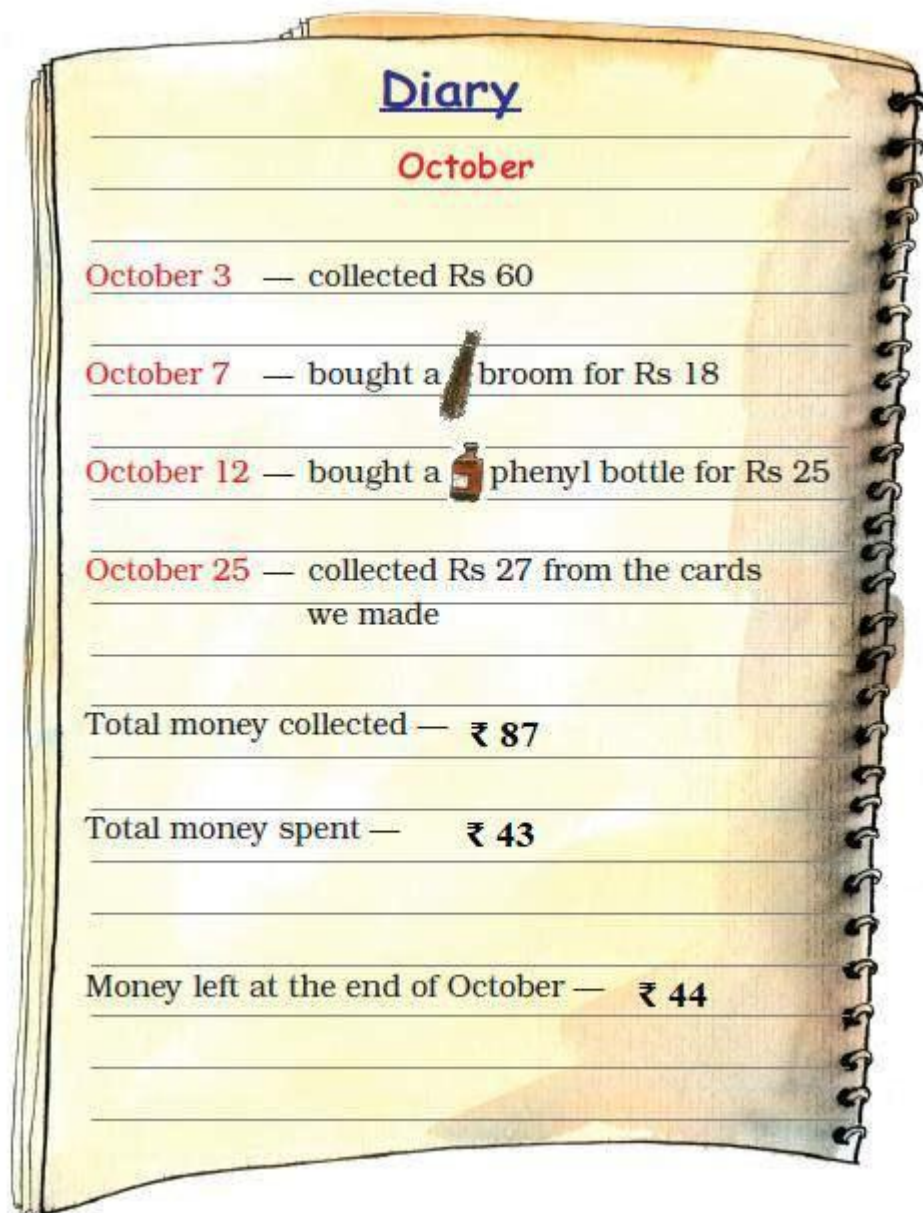 Diary
October
October 3 — collected Rs 60
October 7 — bought a broom for Rs 18
October 12 — bought a phenyl bottle for Rs 25
October 25 — collected Rs 27 from the cards
we made
Total money collected — ₹ 87
Total money spent — ₹ 43
Money left at the end of October — ₹ 44